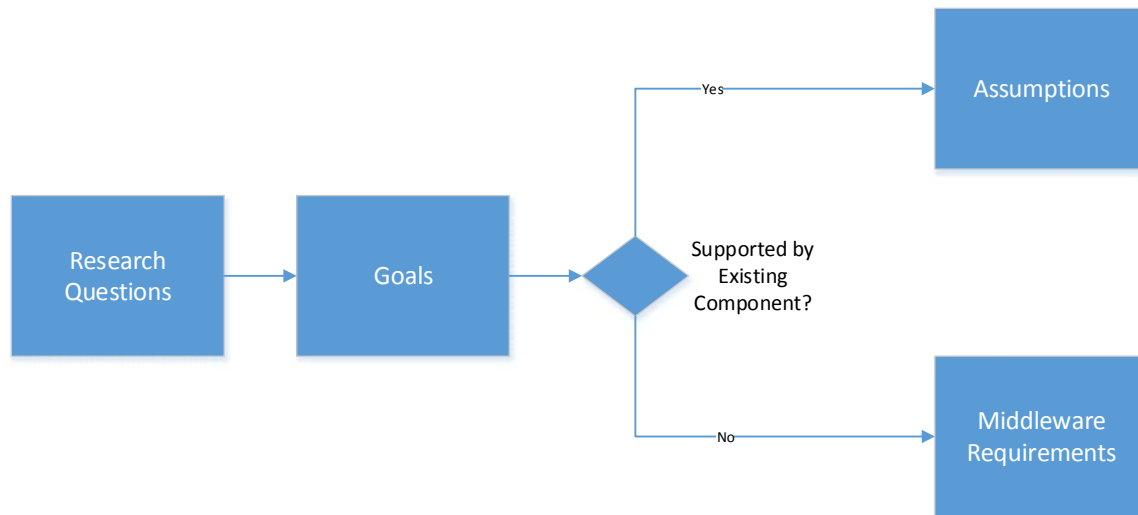 Research
Questions
Goals
Supported by
Existing
Component?
Yes
Assumptions
No
Middleware
Requirements